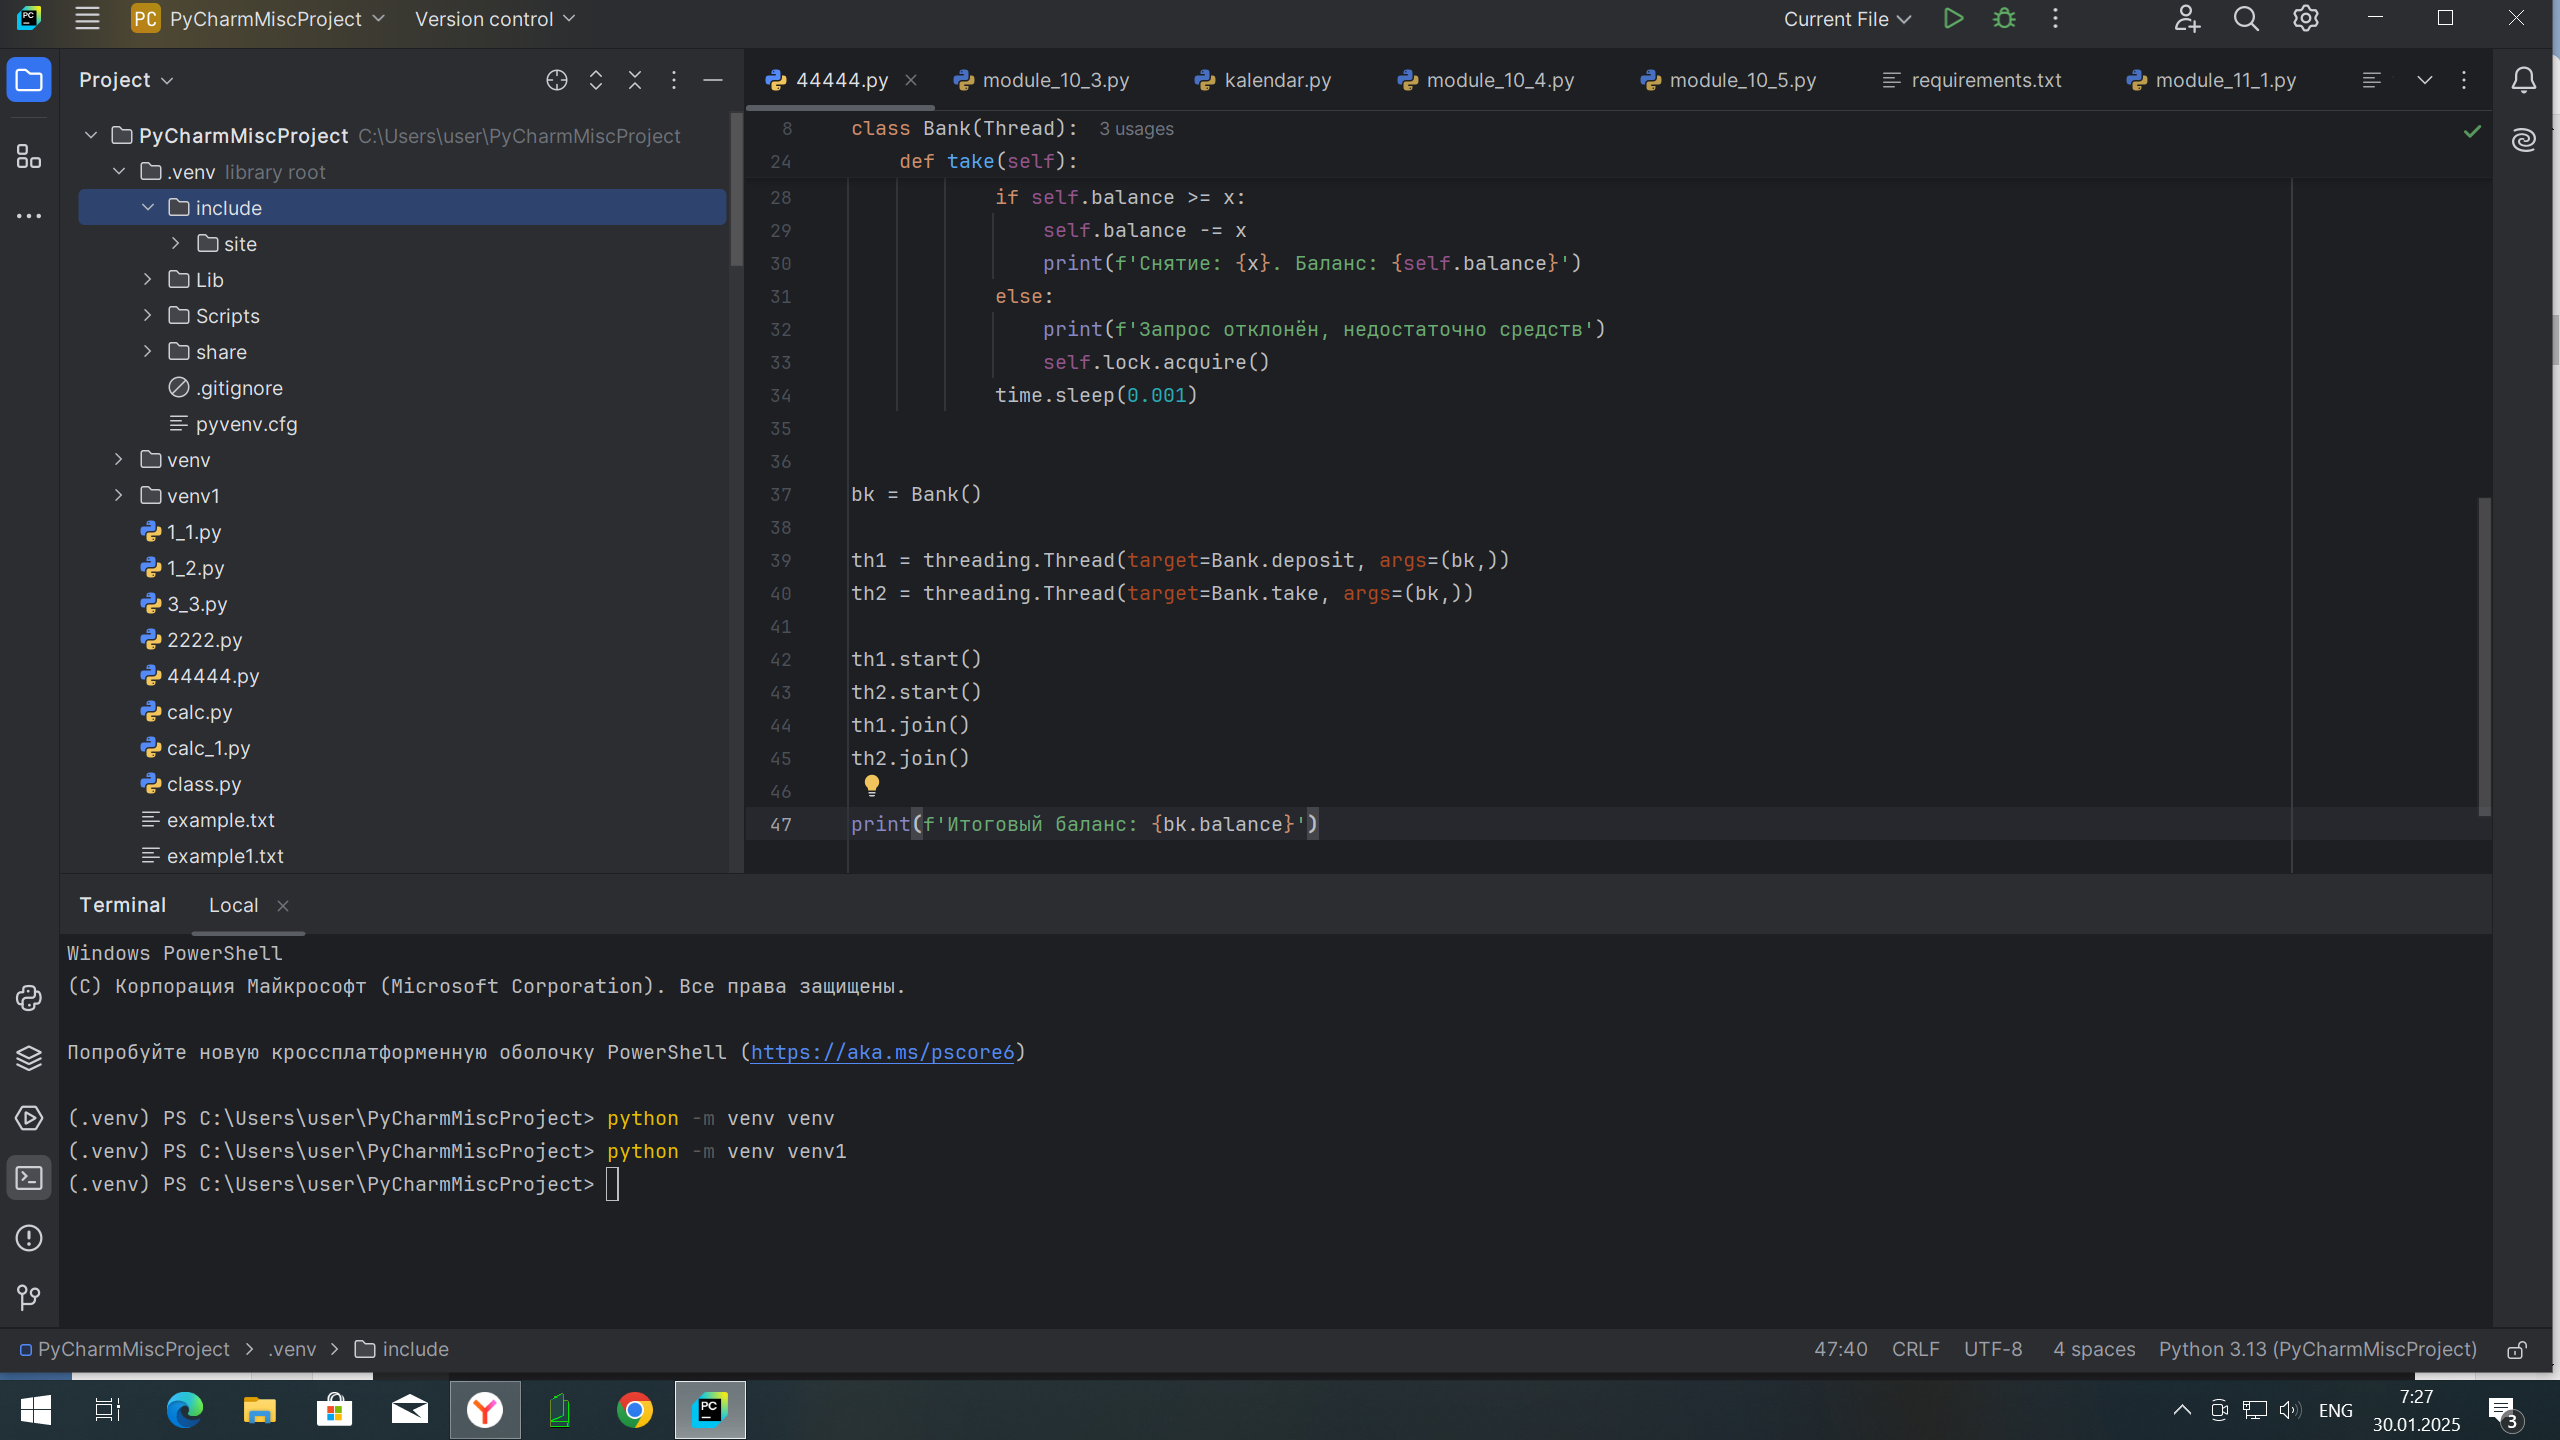 PC PyCharmMiscProject Version control Current File
Project
44444.py module_10_3.py kalendar.py module_10_4.py module_10_5.py requirements.txt module_11_1.py
PyCharmMiscProject C:\Users\user\PyCharmMiscProject
.venv library root
include
site
Lib
Scripts
share
.gitignore
pyvenv.cfg
venv
venv1
1_1.py
1_2.py
3_3.py
2222.py
44444.py
calc.py
calc_1.py
class.py
example.txt
example1.txt
8 class Bank(Thread): 3 usages
24 def take(self):
28 if self.balance >= x:
29 self.balance -= x
30 print(f'Снятие: {x}. Баланс: {self.balance}')
31 else:
32 print(f'Запрос отклонён, недостаточно средств')
33 self.lock.acquire()
34 time.sleep(0.001)
35
36
37 bk = Bank()
38
39 th1 = threading.Thread(target=Bank.deposit, args=(bk,))
40 th2 = threading.Thread(target=Bank.take, args=(bk,))
41
42 th1.start()
43 th2.start()
44 th1.join()
45 th2.join()
46
47 print(f'Итоговый баланс: {bk.balance}')
Terminal Local
Windows PowerShell
(C) Корпорация Майкрософт (Microsoft Corporation). Все права защищены.
Попробуйте новую кроссплатформенную оболочку PowerShell (https://aka.ms/pscore6)
(.venv) PS C:\Users\user\PyCharmMiscProject> python -m venv venv
(.venv) PS C:\Users\user\PyCharmMiscProject> python -m venv venv1
(.venv) PS C:\Users\user\PyCharmMiscProject>
PyCharmMiscProject > .venv > include 47:40 CRLF UTF-8 4 spaces Python 3.13 (PyCharmMiscProject)
ENG 7:27
30.01.2025 3